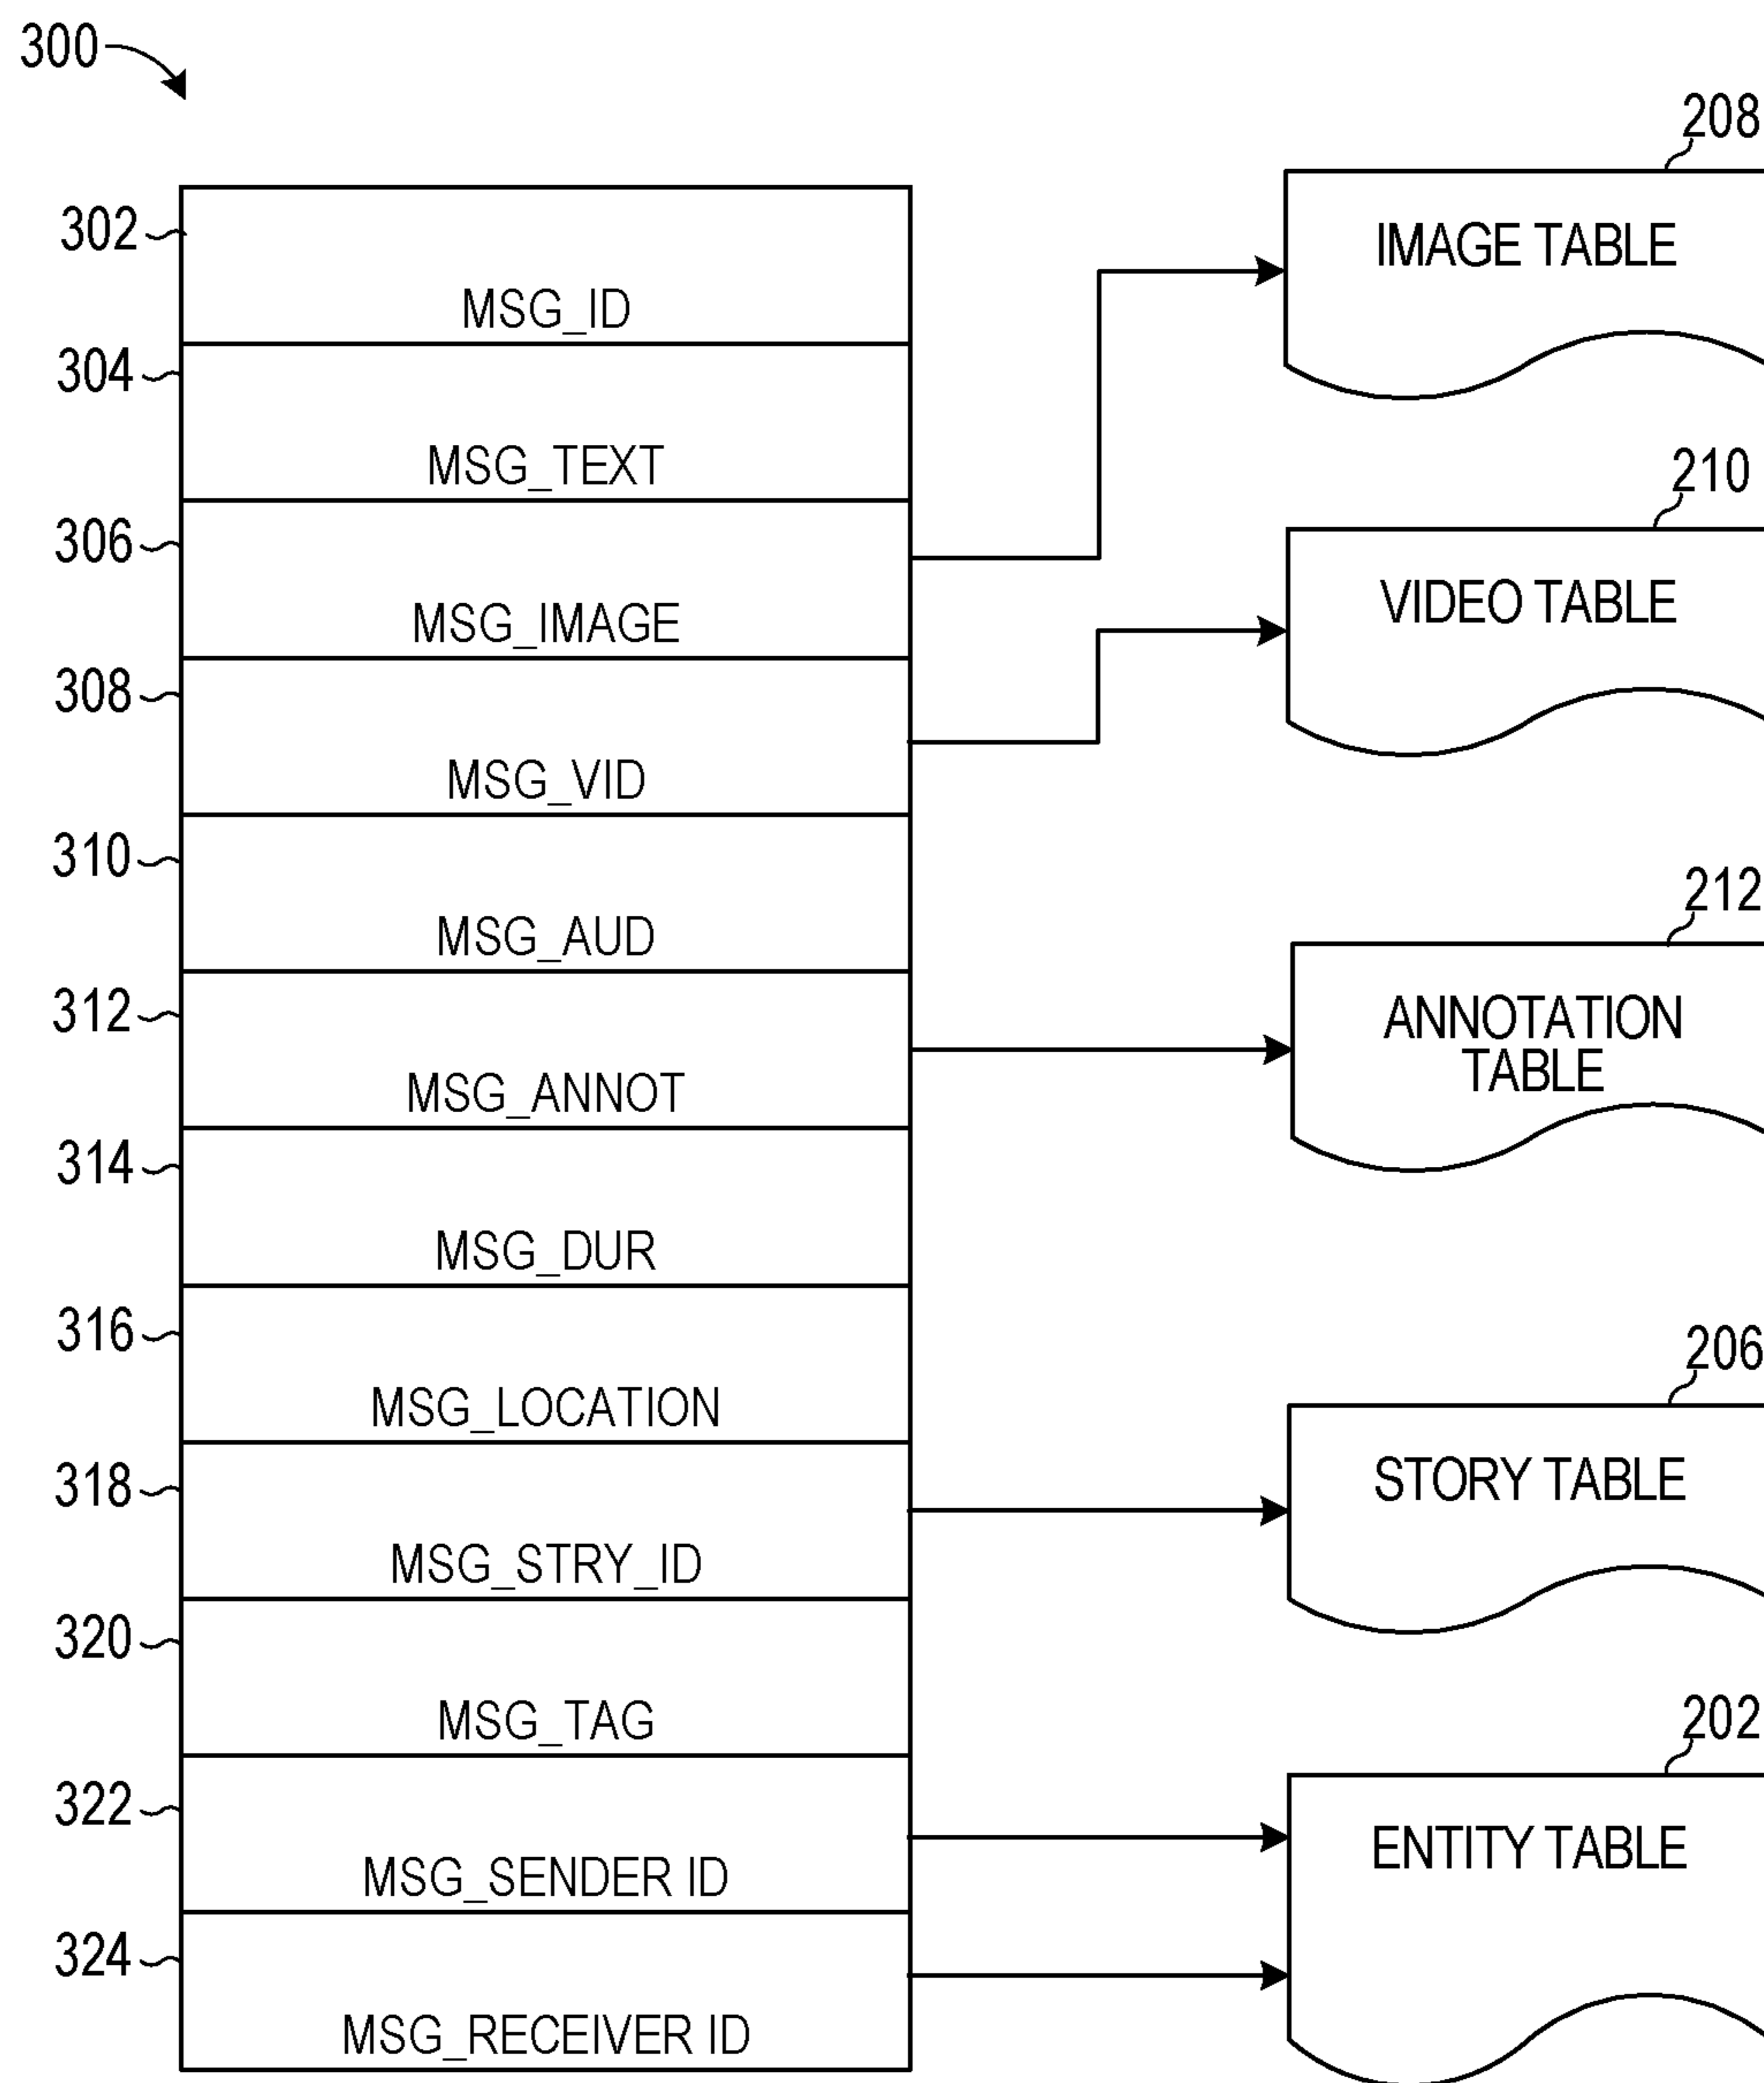 300
302
MSG_ID
304
MSG_TEXT
306
MSG_IMAGE
308
MSG_VID
310
MSG_AUD
312
MSG_ANNOT
314
MSG_DUR
316
MSG_LOCATION
318
MSG_STRY_ID
320
MSG_TAG
322
MSG_SENDER ID
324
MSG_RECEIVER ID
208
IMAGE TABLE
210
VIDEO TABLE
212
ANNOTATION
TABLE
206
STORY TABLE
202
ENTITY TABLE